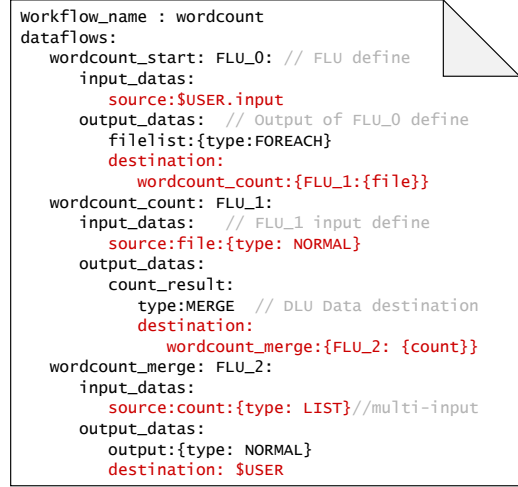 Workflow_name : wordcount
dataflows:
wordcount_start: FLU_0: // FLU define
input_datas:
source:$USER.input
output_datas: // Output of FLU_0 define
filelist:{type:FOREACH}
destination:
wordcount_count:{FLU_1:{file}}
wordcount_count: FLU_1:
input_datas: // FLU_1 input define
source:file:{type: NORMAL}
output_datas:
count_result:
type:MERGE // DLU Data destination
destination:
wordcount_merge:{FLU_2: {count}}
wordcount_merge: FLU_2:
input_datas:
source:count:{type: LIST}//multi-input
output_datas:
output:{type: NORMAL}
destination: $USER